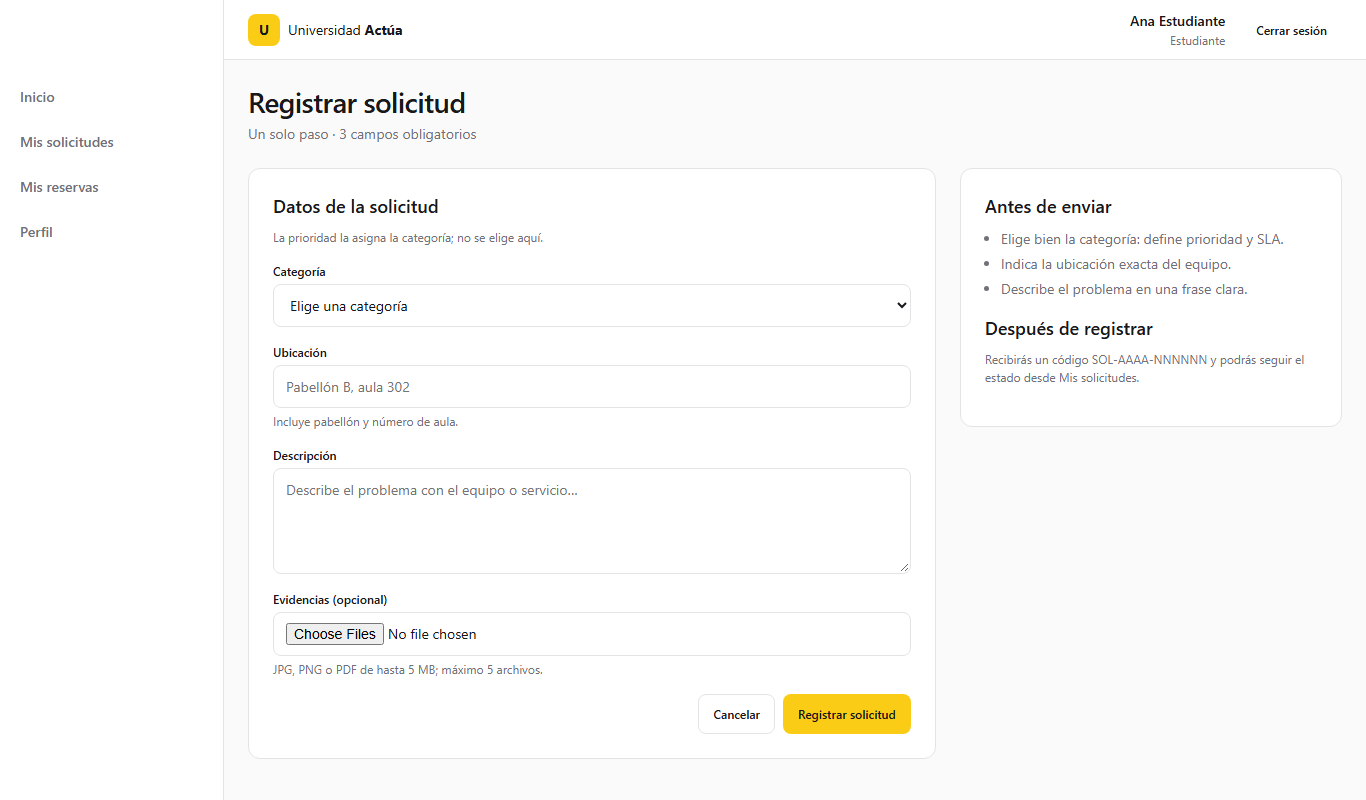 U
Universidad Actúa
Ana Estudiante
Estudiante
Cerrar sesión
Inicio
Mis solicitudes
Mis reservas
Perfil
Registrar solicitud
Un solo paso · 3 campos obligatorios
Datos de la solicitud
La prioridad la asigna la categoría; no se elige aquí.
Categoría
Elige una categoría
Ubicación
Pabellón B, aula 302
Incluye pabellón y número de aula.
Descripción
Describe el problema con el equipo o servicio...
Evidencias (opcional)
Choose Files No file chosen
JPG, PNG o PDF de hasta 5 MB; máximo 5 archivos.
Cancelar
Registrar solicitud
Antes de enviar
• Elige bien la categoría: define prioridad y SLA.
• Indica la ubicación exacta del equipo.
• Describe el problema en una frase clara.
Después de registrar
Recibirás un código SOL-AAAA-NNNNNN y podrás seguir el
estado desde Mis solicitudes.